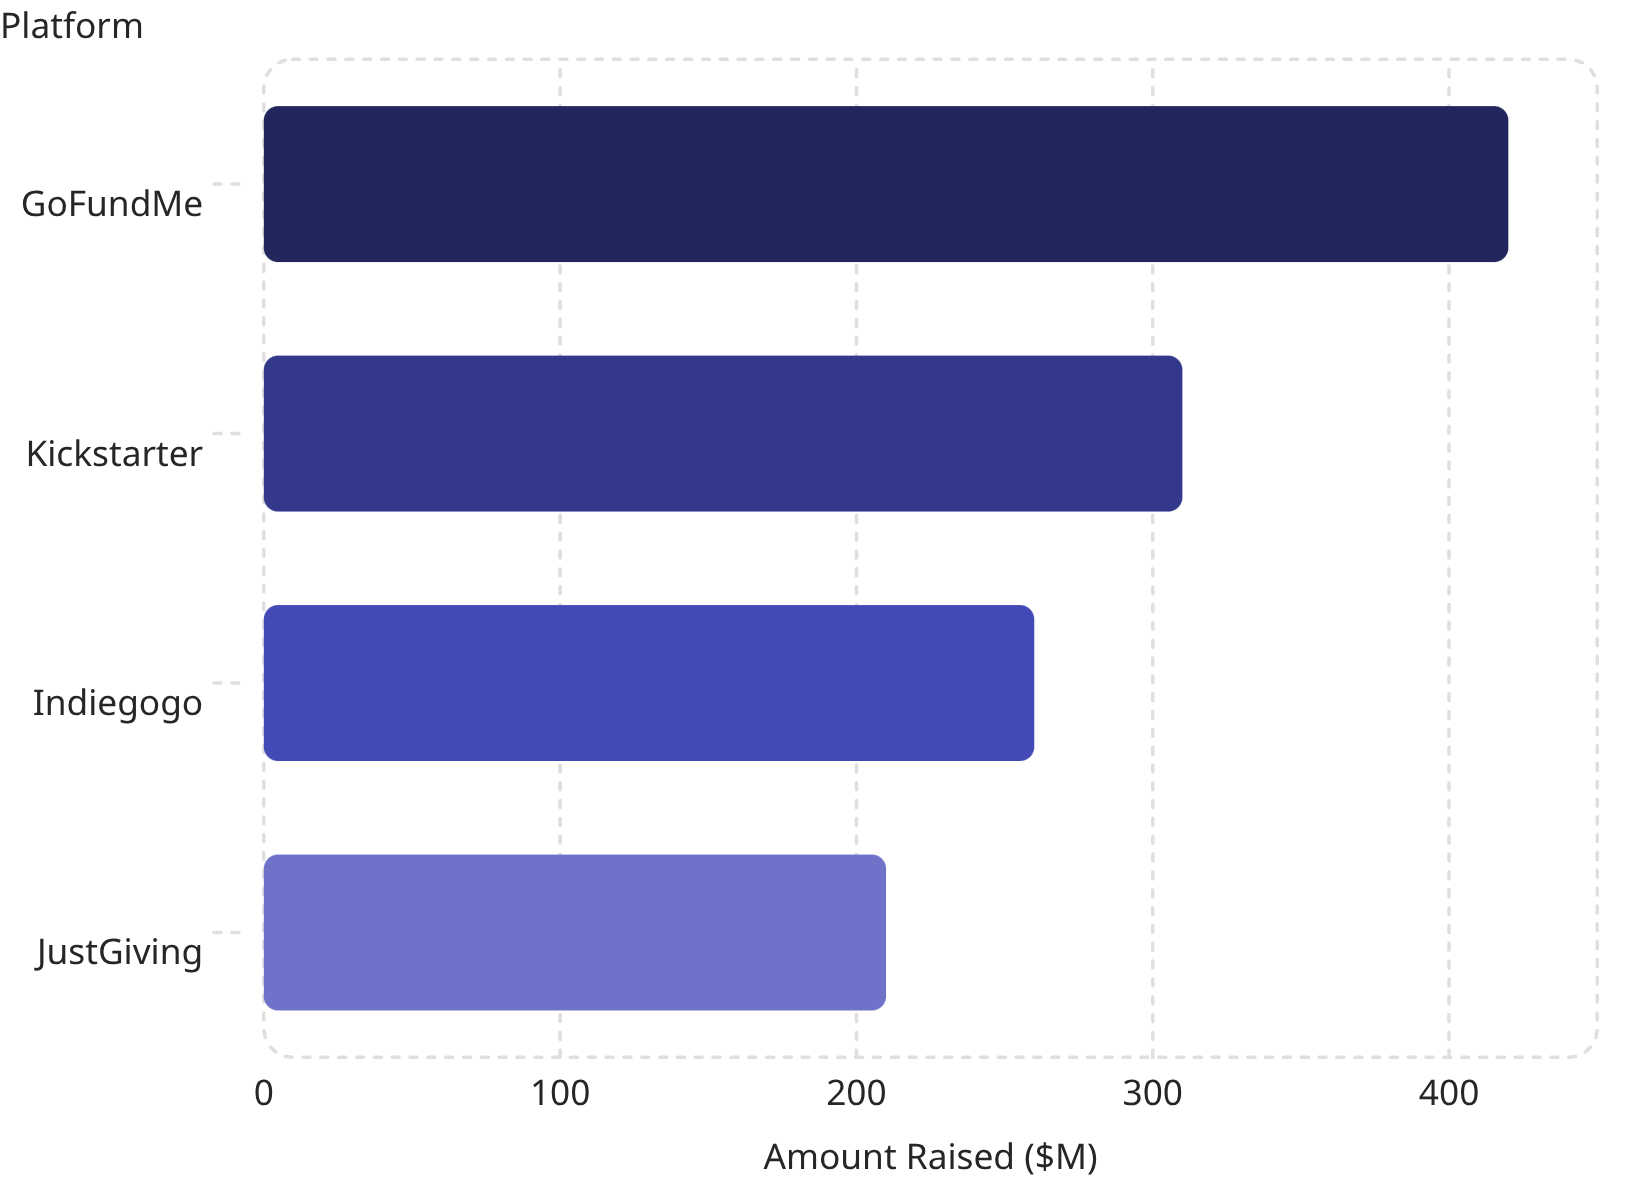 Platform
GoFundMe
Kickstarter
Indiegogo
JustGiving
0 100 200 300 400
Amount Raised ($M)